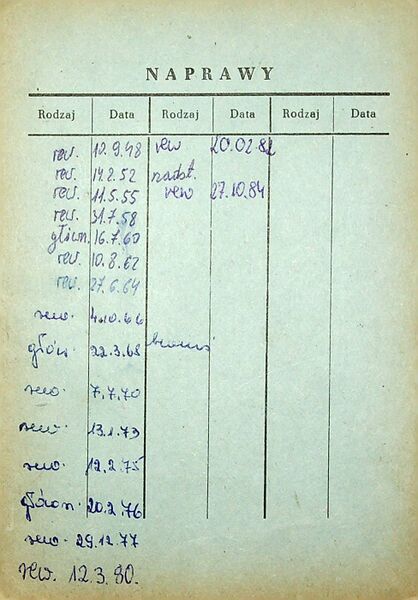 NAPRAWY
Rodzaj Data Rodzaj Data Rodzaj Data
rew. 12.9.48 rew 20.02.82
rew. 14.2.52 nadst.
rew. 11.5.55 rew 27.10.84
rew. 31.7.58
główn. 16.7.60
rew. 10.8.62
rew. 27.6.64
rew. 4.10.66
główn. 22.3.68
rew. 7.7.70
rew. 13.1.73
rew. 12.2.75
główn. 20.2.76
rew. 29.12.77
rew. 12.3.80.